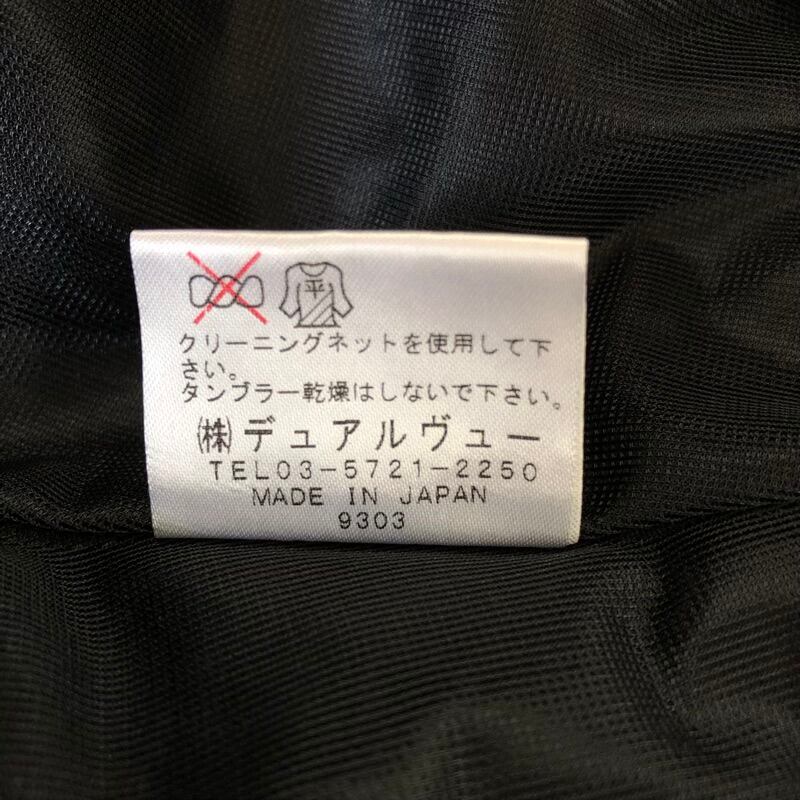 平
クリーニングネットを使用して下
さい。
タンブラー乾燥はしないで下さい。
㈱デュアルヴュー
TEL03-5721-2250
MADE IN JAPAN
9303